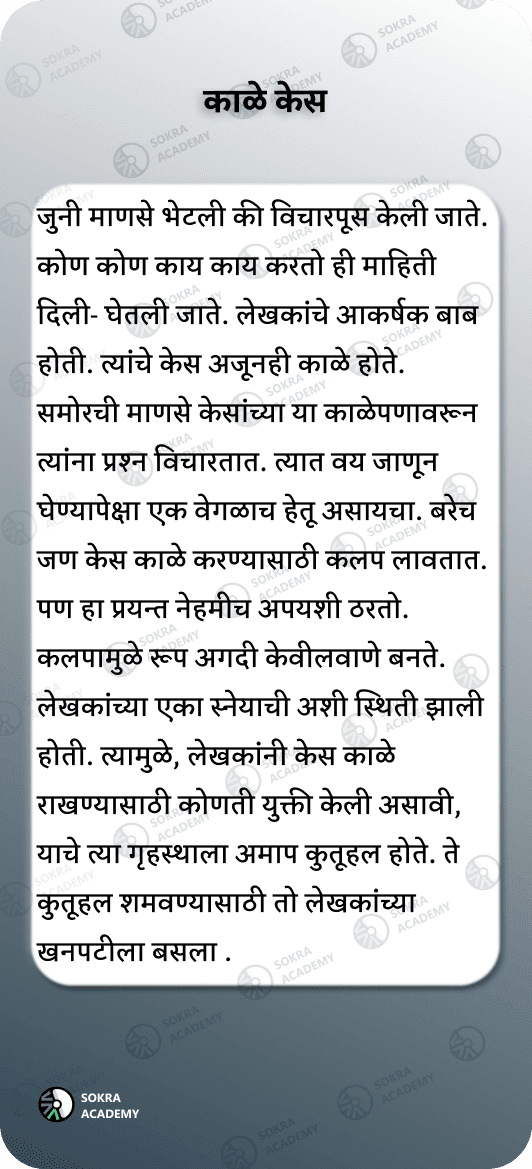 काळे केस
जुनी माणसे भेटली की विचारपूस केली जाते.
कोण कोण काय काय करतो ही माहिती
दिली- घेतली जाते. लेखकांचे आकर्षक बाब
होती. त्यांचे केस अजूनही काळे होते.
समोरची माणसे केसांच्या या काळेपणावरून
त्यांना प्रश्न विचारतात. त्यात वय जाणून
घेण्यापेक्षा एक वेगळाच हेतू असायचा. बरेच
जण केस काळे करण्यासाठी कलप लावतात.
पण हा प्रयन्त नेहमीच अपयशी ठरतो.
कलपामुळे रूप अगदी केवीलवाणे बनते.
लेखकांच्या एका स्नेयाची अशी स्थिती झाली
होती. त्यामुळे, लेखकांनी केस काळे
राखण्यासाठी कोणती युक्ती केली असावी,
याचे त्या गृहस्थाला अमाप कुतूहल होते. ते
कुतूहल शमवण्यासाठी तो लेखकांच्या
खनपटीला बसला .
SOKRA
ACADEMY